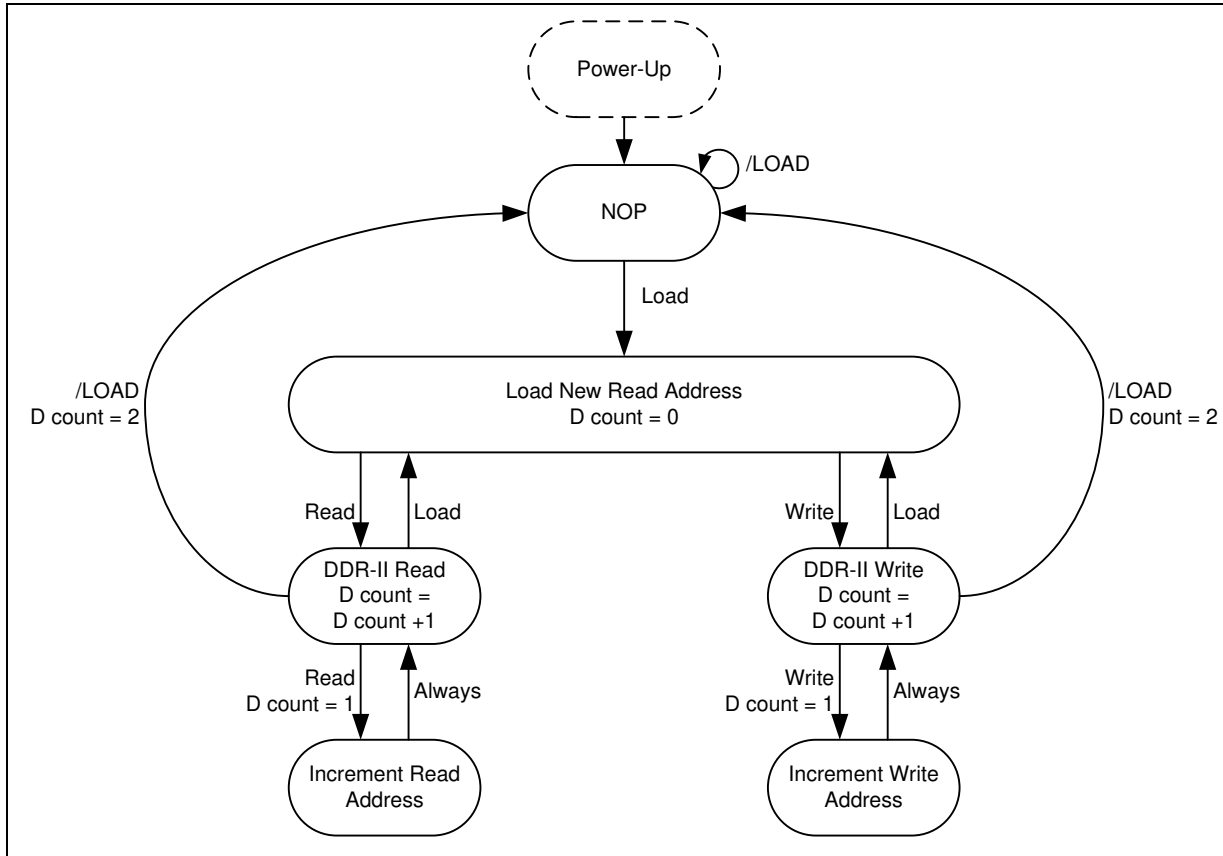 Power-Up
/LOAD
NOP
Load
/LOAD
D count = 2
Load New Read Address
D count = 0
/LOAD
D count = 2
Read
Load
Write
Load
DDR-II Read
D count =
D count +1
DDR-II Write
D count =
D count +1
Read
D count = 1
Always
Write
D count = 1
Always
Increment Read
Address
Increment Write
Address